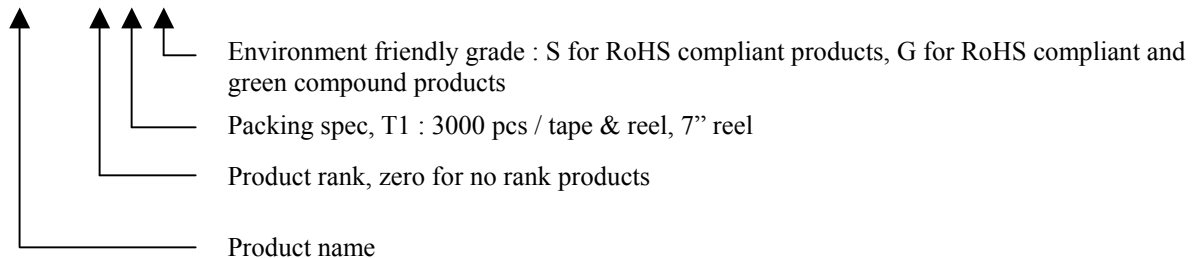 Environment friendly grade : S for RoHS compliant products, G for RoHS compliant and
green compound products
Packing spec, T1 : 3000 pcs / tape & reel, 7” reel
Product rank, zero for no rank products
Product name